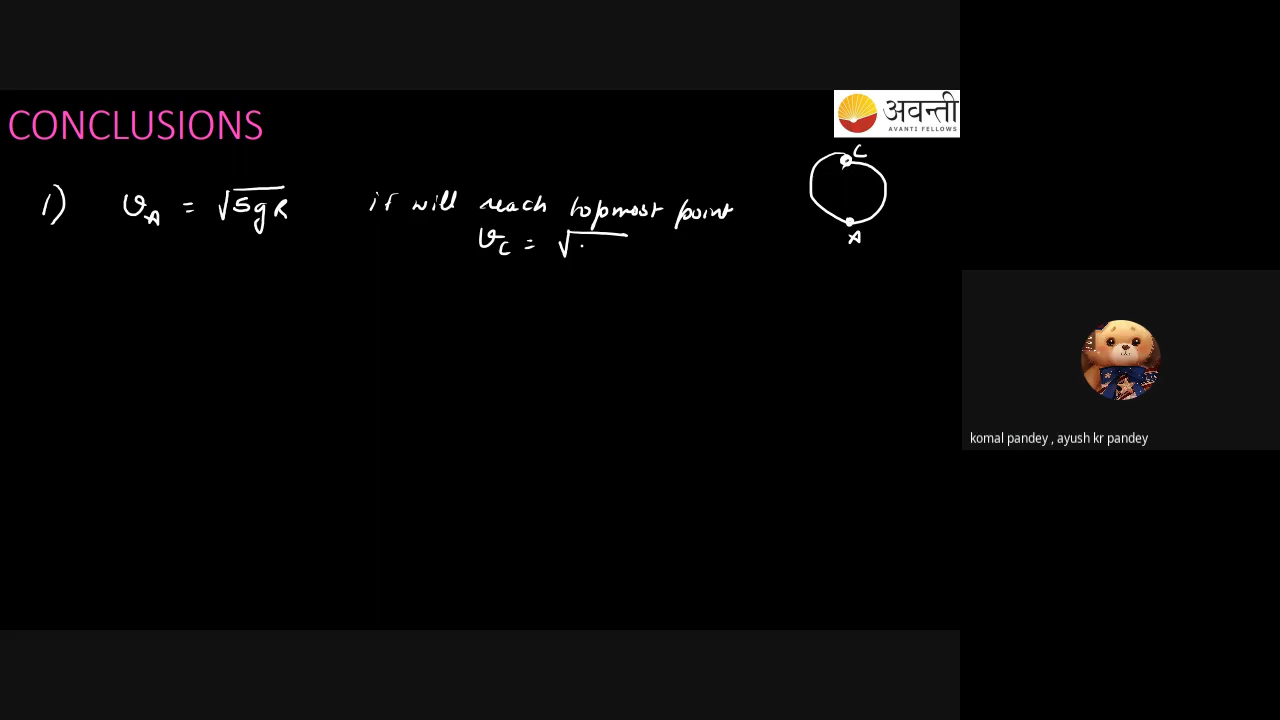 CONCLUSIONS
अवन्ती
AVANTI FELLOWS
C
1) v_A = √5gR it will reach topmost point
v_C = √
A
komal pandey , ayush kr pandey